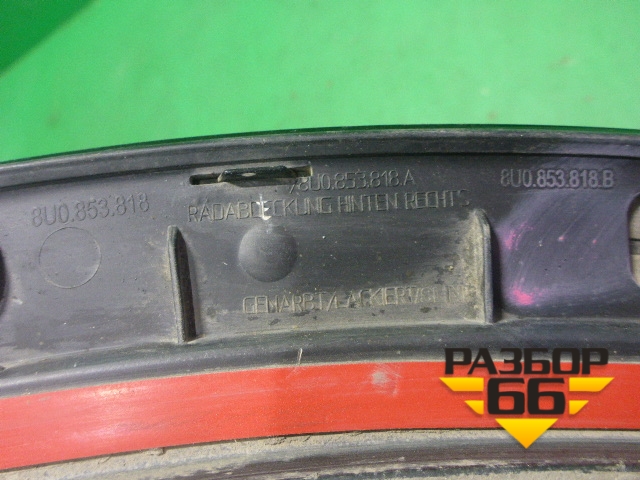 8U0.853.818
8U0.853.818.A
8U0.853.818.B
RADABDECKUNG HINTEN RECHTS
РАЗБОР
66